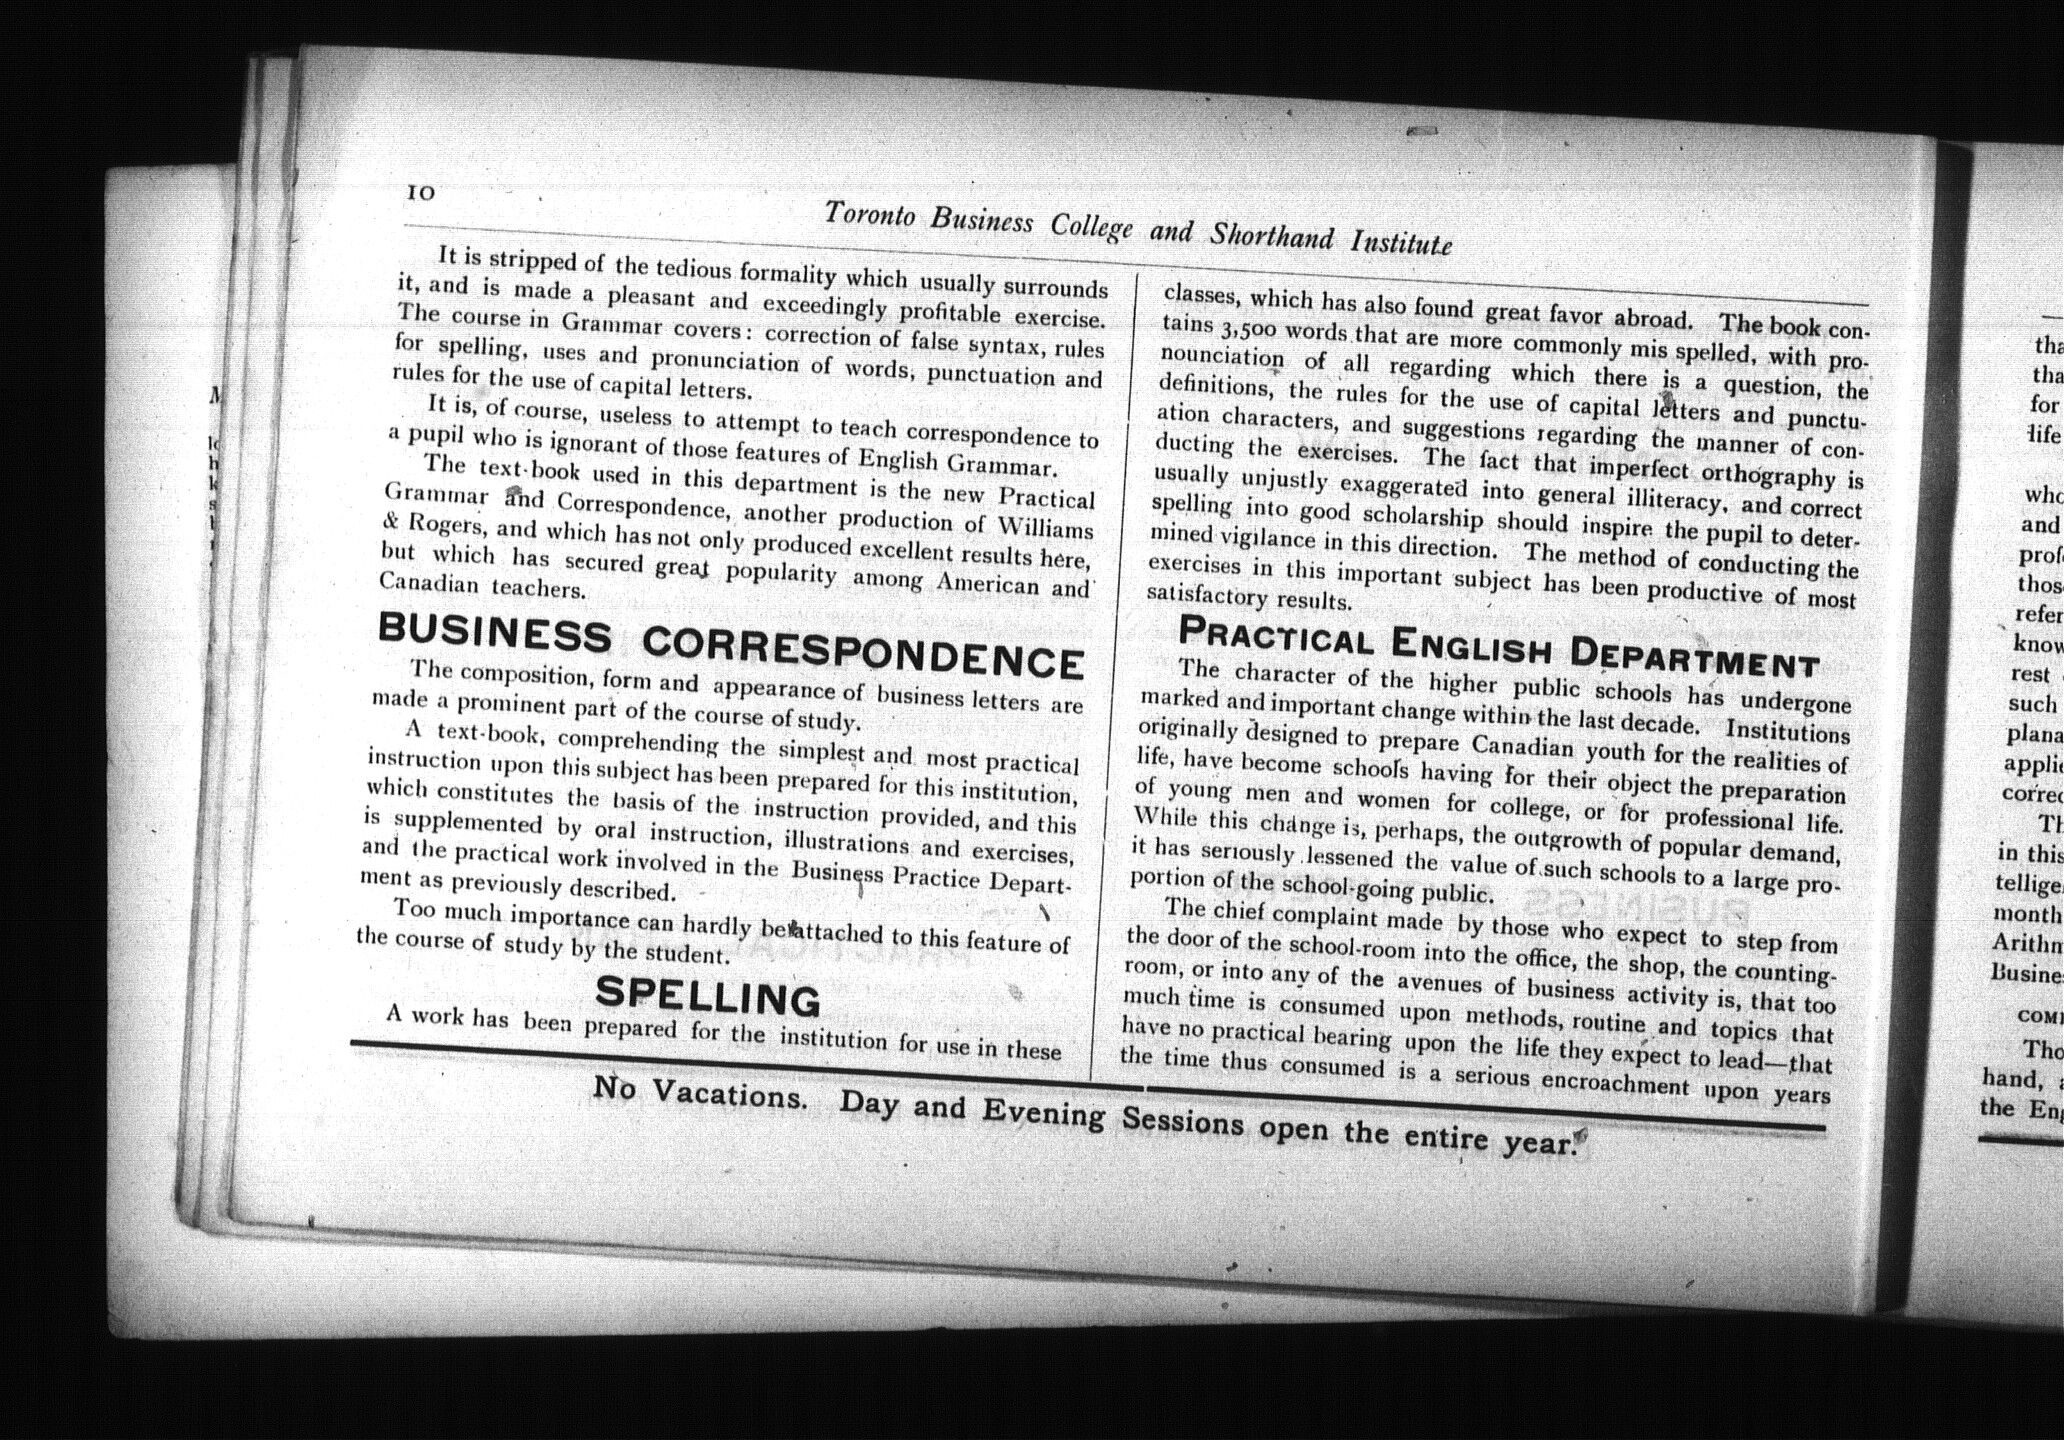 10
Toronto Business College and Shorthand Institute
It is stripped of the tedious formality which usually surrounds
it, and is made a pleasant and exceedingly profitable exercise.
The course in Grammar covers: correction of false syntax, rules
for spelling, uses and pronunciation of words, punctuation and
rules for the use of capital letters.
It is, of course, useless to attempt to teach correspondence to
a pupil who is ignorant of those features of English Grammar.
The text-book used in this department is the new Practical
Grammar and Correspondence, another production of Williams
& Rogers, and which has not only produced excellent results here,
but which has secured great popularity among American and
Canadian teachers.
BUSINESS CORRESPONDENCE
The composition, form and appearance of business letters are
made a prominent part of the course of study.
A text-book, comprehending the simplest and most practical
instruction upon this subject has been prepared for this institution,
which constitutes the basis of the instruction provided, and this
is supplemented by oral instruction, illustrations and exercises,
and the practical work involved in the Business Practice Depart-
ment as previously described.
Too much importance can hardly be attached to this feature of
the course of study by the student.
SPELLING
A work has been prepared for the institution for use in these
classes, which has also found great favor abroad. The book con-
tains 3,500 words that are more commonly mis spelled, with pro-
nounciation of all regarding which there is a question, the
definitions, the rules for the use of capital letters and punctu-
ation characters, and suggestions regarding the manner of con-
ducting the exercises. The fact that imperfect orthography is
usually unjustly exaggerated into general illiteracy, and correct
spelling into good scholarship should inspire the pupil to deter-
mined vigilance in this direction. The method of conducting the
exercises in this important subject has been productive of most
satisfactory results.
PRACTICAL ENGLISH DEPARTMENT
The character of the higher public schools has undergone
marked and important change within the last decade. Institutions
originally designed to prepare Canadian youth for the realities of
life, have become schools having for their object the preparation
of young men and women for college, or for professional life.
While this change is, perhaps, the outgrowth of popular demand,
it has seriously lessened the value of such schools to a large pro-
portion of the school-going public.
The chief complaint made by those who expect to step from
the door of the school-room into the office, the shop, the counting-
room, or into any of the avenues of business activity is, that too
much time is consumed upon methods, routine and topics that
have no practical bearing upon the life they expect to lead—that
the time thus consumed is a serious encroachment upon years
No Vacations. Day and Evening Sessions open the entire year.
for
life
and
those
rest
such
in this
hand,
the